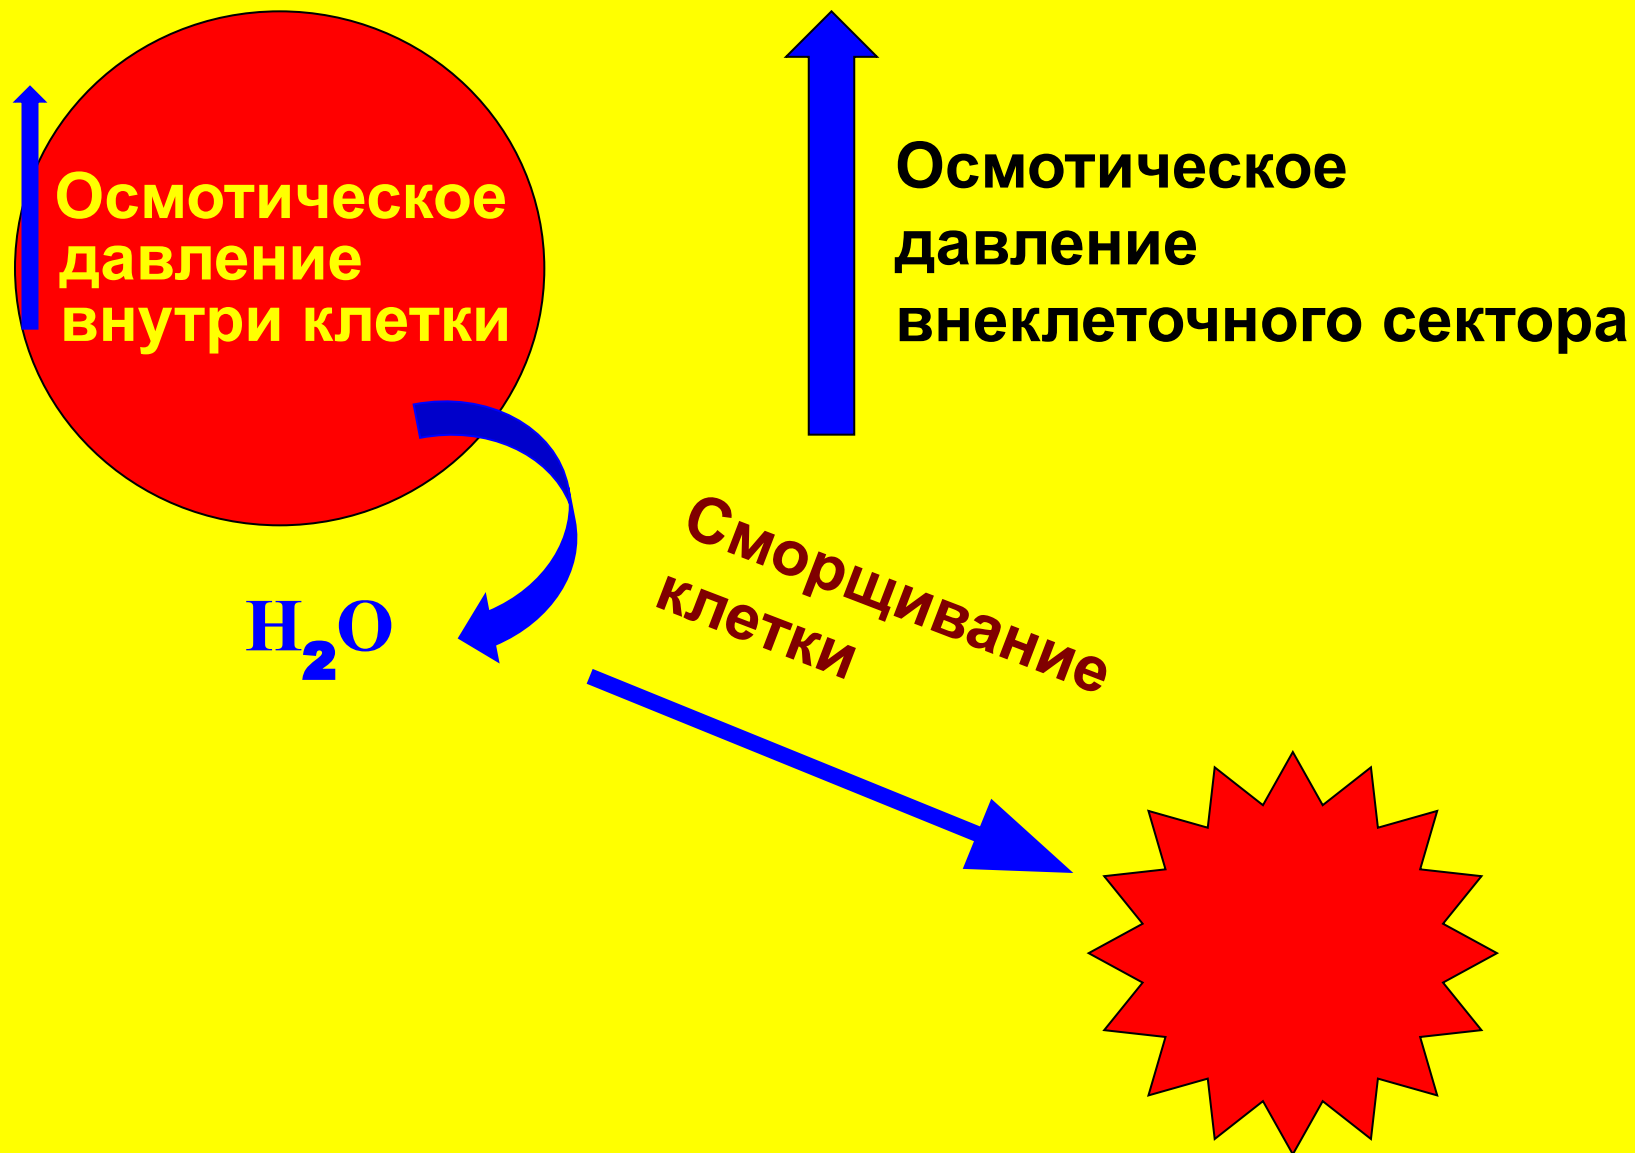 Осмотическое
давление
внутри клетки
Осмотическое
давление
внеклеточного сектора
H₂O
Сморщивание
клетки